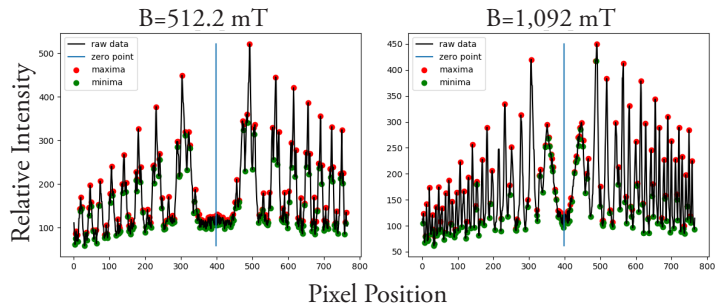 B=512.2 mT
B=1,092 mT
Relative Intensity
500
400
300
200
100
0
100
200
300
400
500
600
700
800
raw data
zero point
maxima
minima
450
400
350
300
250
200
150
100
50
0
100
200
300
400
500
600
700
800
raw data
zero point
maxima
minima
Pixel Position